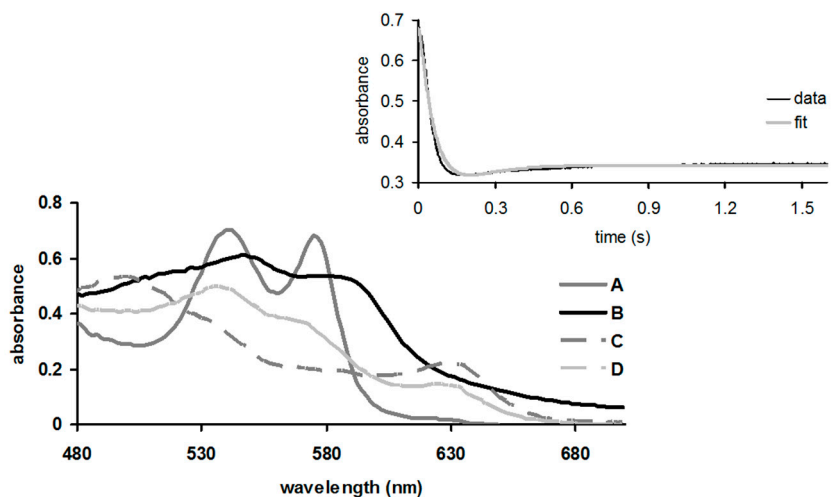 0.7
0.6
0.5
0.4
0.3
absorbance
data
fit
0 0.3 0.6 0.9 1.2 1.5
time (s)
0.8
0.6
0.4
0.2
0
absorbance
A
B
C
D
480 530 580 630 680
wavelength (nm)